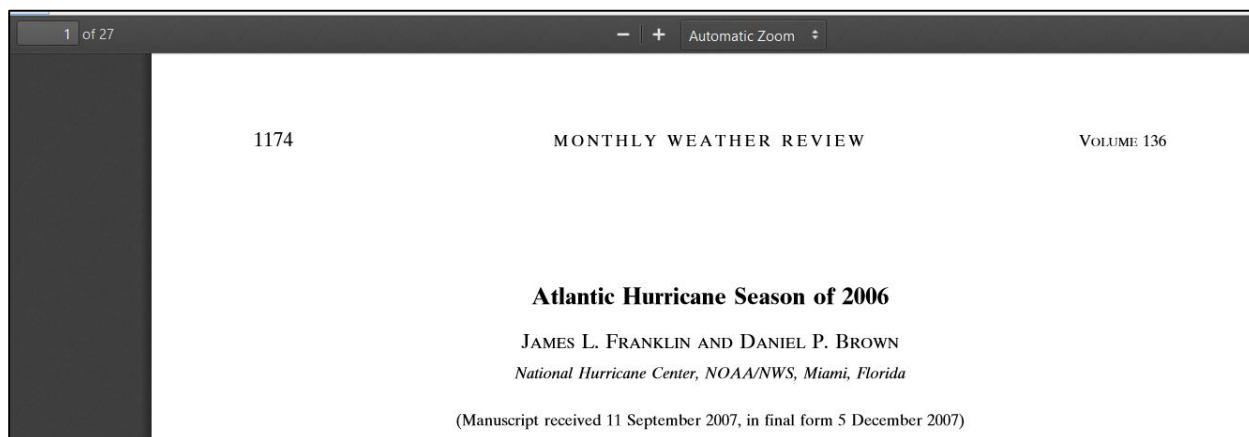 1 of 27 − + Automatic Zoom
1174 MONTHLY WEATHER REVIEW VOLUME 136
Atlantic Hurricane Season of 2006
JAMES L. FRANKLIN AND DANIEL P. BROWN
National Hurricane Center, NOAA/NWS, Miami, Florida
(Manuscript received 11 September 2007, in final form 5 December 2007)